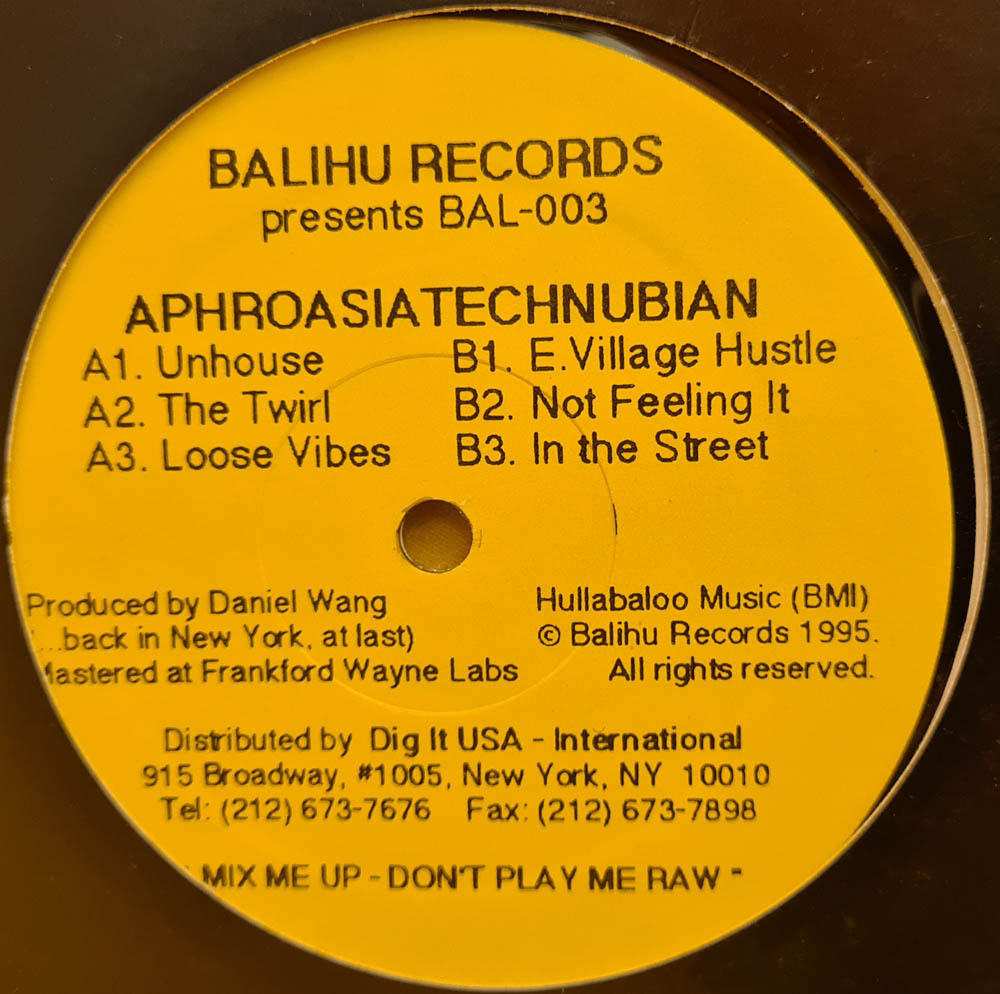 BALIHU RECORDS
presents BAL-003
APHROASIATECHNUBIAN
A1. Unhouse B1. E.Village Hustle
A2. The Twirl B2. Not Feeling It
A3. Loose Vibes B3. In the Street
Produced by Daniel Wang Hullabaloo Music (BMI)
...back in New York, at last) © Balihu Records 1995.
astered at Frankford Wayne Labs All rights reserved.
Distributed by Dig It USA - International
915 Broadway, #1005, New York, NY 10010
Tel: (212) 673-7676 Fax: (212) 673-7898
" MIX ME UP - DON'T PLAY ME RAW "